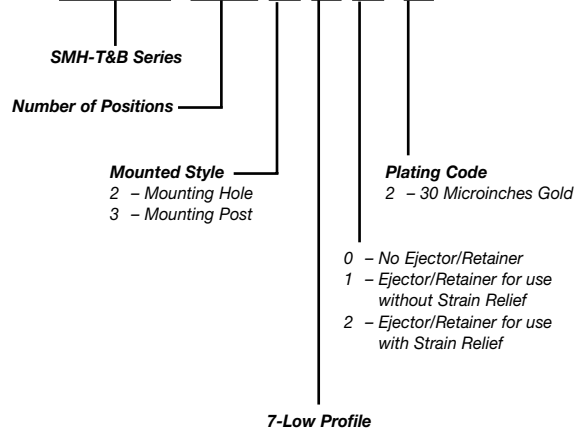 SMH-T&B Series
Number of Positions
Mounted Style
2 – Mounting Hole
3 – Mounting Post
Plating Code
2 – 30 Microinches Gold
0 – No Ejector/Retainer
1 – Ejector/Retainer for use
without Strain Relief
2 – Ejector/Retainer for use
with Strain Relief
7-Low Profile